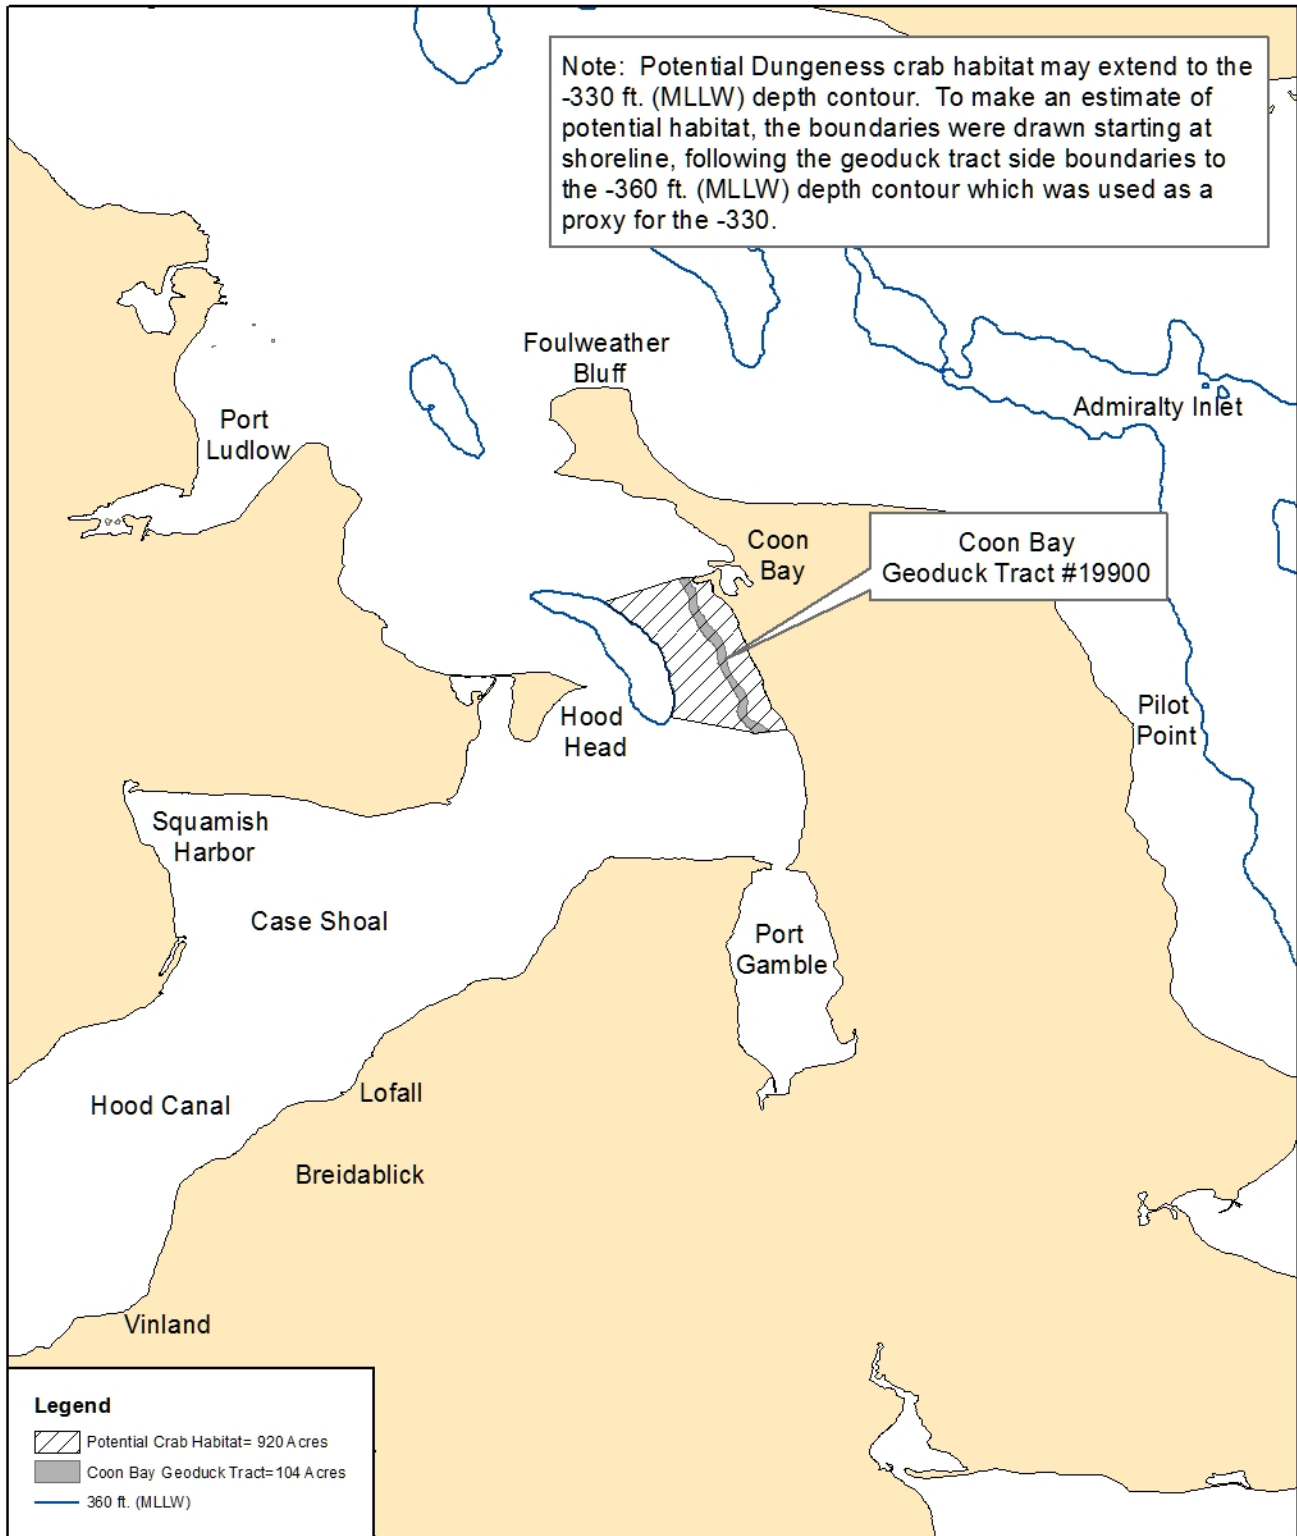 Note: Potential Dungeness crab habitat may extend to the
-330 ft. (MLLW) depth contour. To make an estimate of
potential habitat, the boundaries were drawn starting at
shoreline, following the geoduck tract side boundaries to
the -360 ft. (MLLW) depth contour which was used as a
proxy for the -330.
Foulweather
Bluff
Admiralty Inlet
Port
Ludlow
Coon
Bay
Coon Bay
Geoduck Tract #19900
Hood
Head
Pilot
Point
Squamish
Harbor
Case Shoal
Port
Gamble
Lofall
Hood Canal
Breidablick
Vinland
Legend
Potential Crab Habitat= 920 Acres
Coon Bay Geoduck Tract=104 Acres
360 ft. (MLLW)